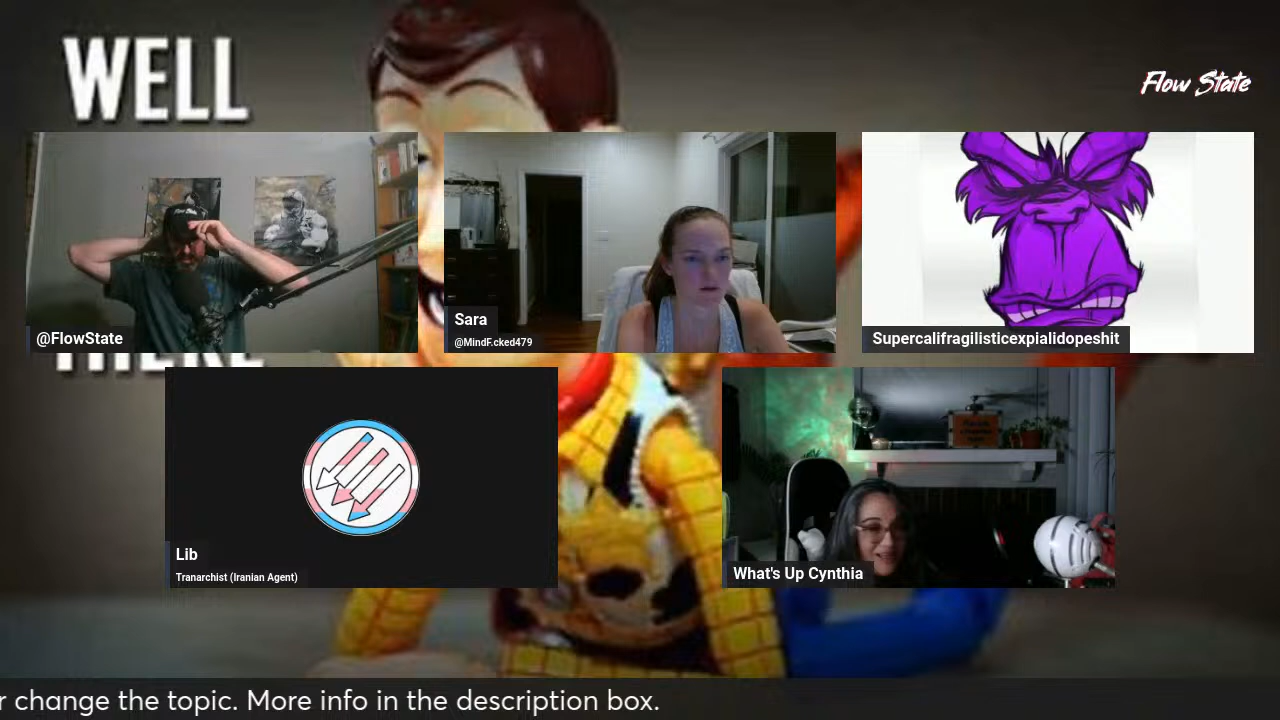 WELL
Flow State
@FlowState
Sara
@MindF.cked479
Supercalifragilisticexpialidopeshit
THERE
Lib
Tranarchist (Iranian Agent)
What's Up Cynthia
r change the topic. More info in the description box.